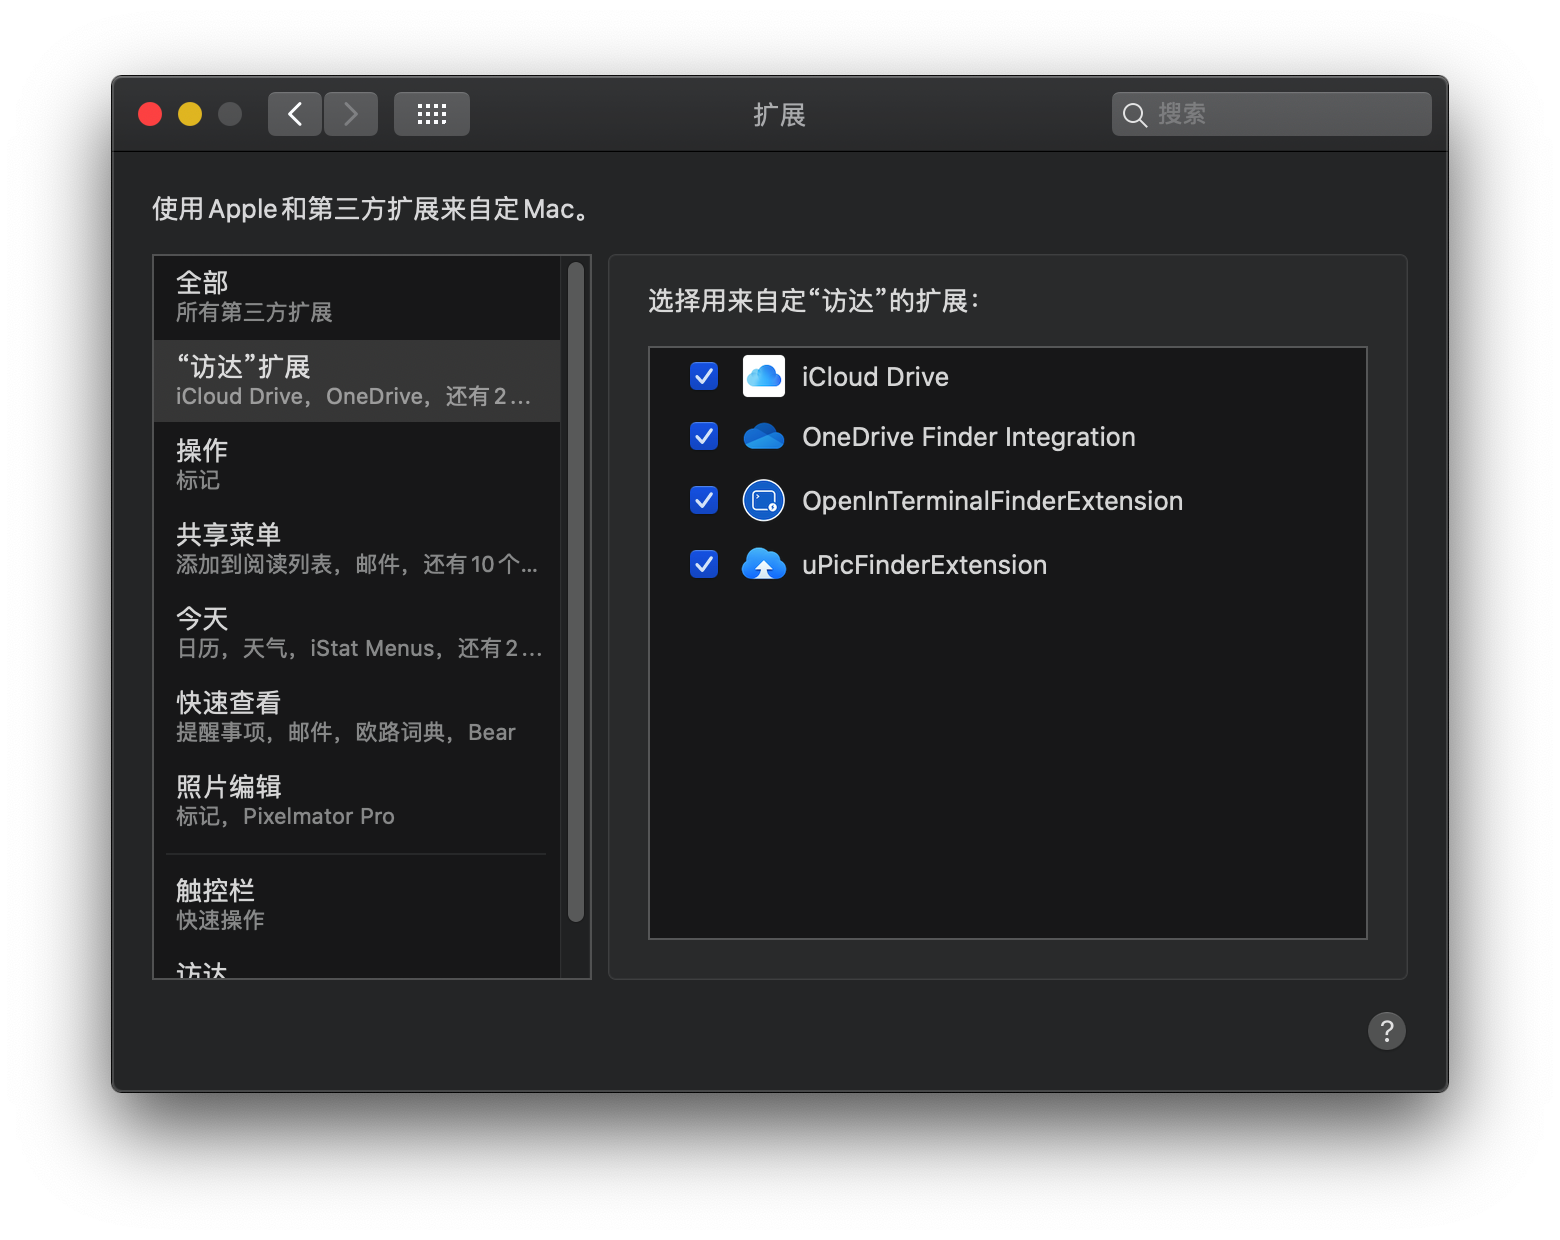 扩展
搜索
使用Apple和第三方扩展来自定Mac。
全部
所有第三方扩展
“访达”扩展
iCloud Drive，OneDrive，还有2…
操作
标记
共享菜单
添加到阅读列表，邮件，还有10个…
今天
日历，天气，iStat Menus，还有2…
快速查看
提醒事项，邮件，欧路词典，Bear
照片编辑
标记，Pixelmator Pro
触控栏
快速操作
访达
选择用来自定“访达”的扩展：
iCloud Drive
OneDrive Finder Integration
OpenInTerminalFinderExtension
uPicFinderExtension
?